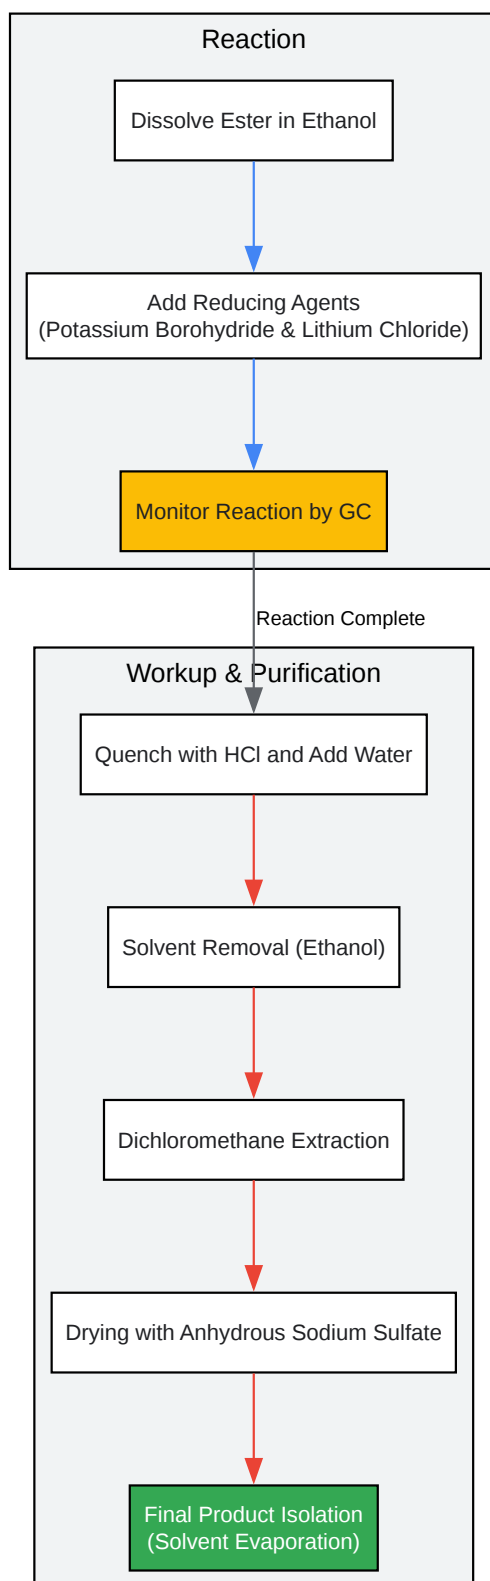 Reaction
Dissolve Ester in Ethanol
Add Reducing Agents
(Potassium Borohydride & Lithium Chloride)
Monitor Reaction by GC
Reaction Complete
Workup & Purification
Quench with HCl and Add Water
Solvent Removal (Ethanol)
Dichloromethane Extraction
Drying with Anhydrous Sodium Sulfate
Final Product Isolation
(Solvent Evaporation)